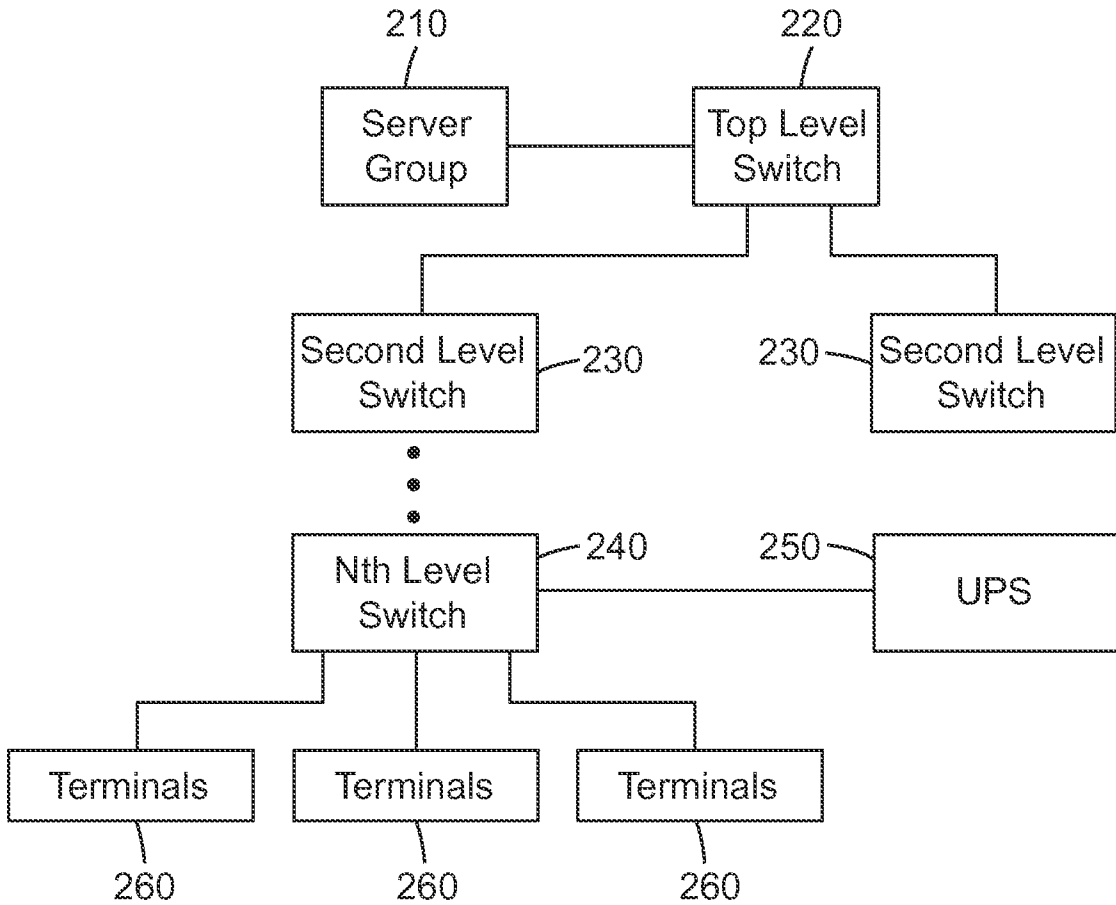 210
220
Server
Group
Top Level
Switch
Second Level
Switch
230
230
Second Level
Switch
Nth Level
Switch
240
250
UPS
Terminals
Terminals
Terminals
260
260
260